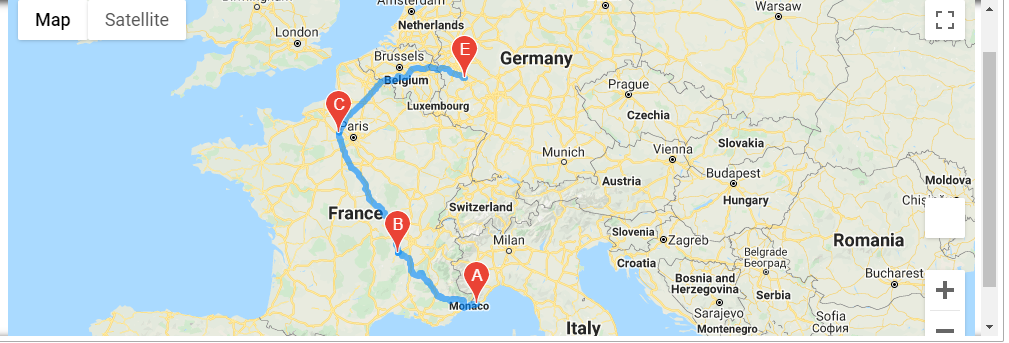 Birmingham
Amsterdam
Map
Satellite
Warsaw
Netherlands
London
E
Germany
Brussels
Belgium
Prague
C
Luxembourg
Paris
Czechia
Slovakia
Munich
Vienna
Budapest
Austria
Moldova
Switzerland
Hungary
France
B
Slovenia
Milan
Zagreb
Romania
Croatia
Belgrade
Београд
A
Bosnia and
Herzegovina
Bucharest
Monaco
Serbia
Sarajevo
Sofia
София
Italy
Montenegro